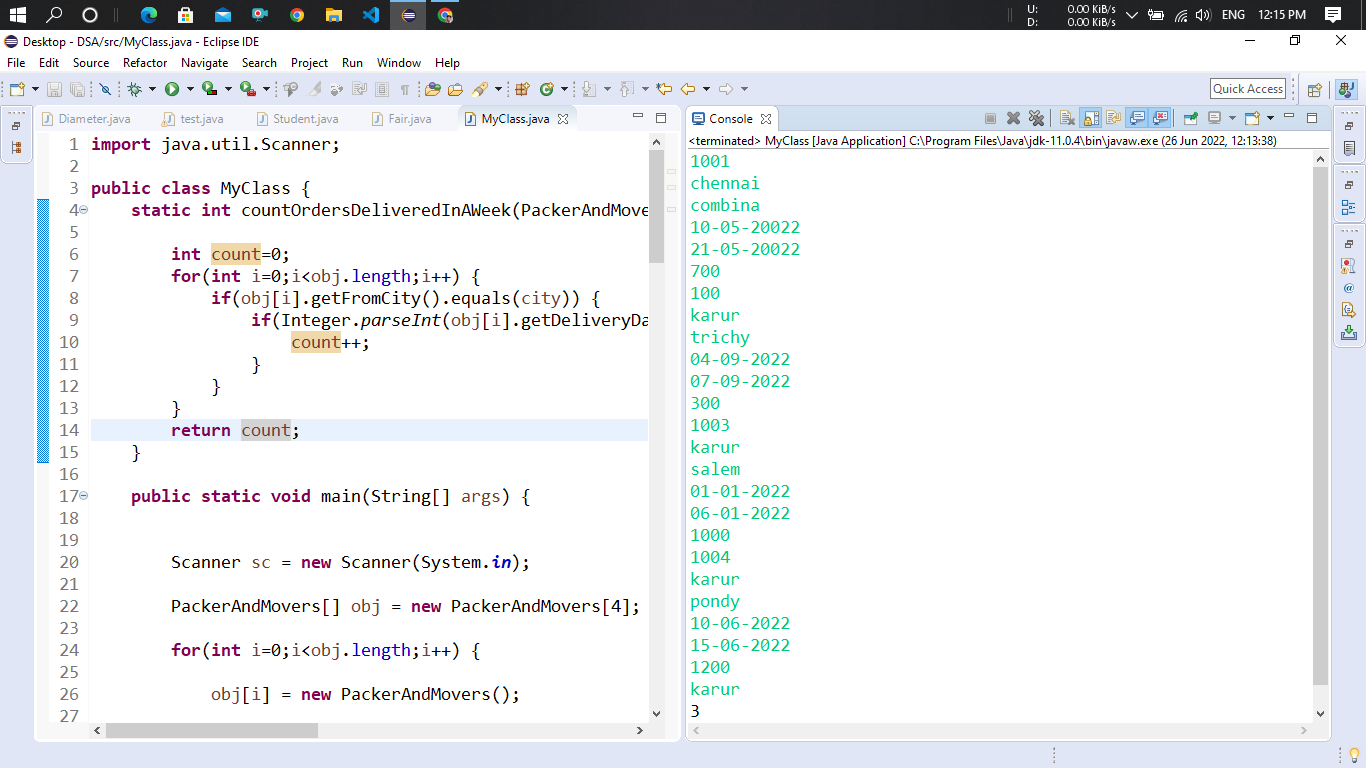 U: 0.00 KiB/s
D: 0.00 KiB/s
ENG 12:15 PM
Desktop - DSA/src/MyClass.java - Eclipse IDE
File Edit Source Refactor Navigate Search Project Run Window Help
Quick Access
Diameter.java test.java Student.java Fair.java MyClass.java
1 import java.util.Scanner;
2
3 public class MyClass {
4 static int countOrdersDeliveredInAWeek(PackerAndMove
5
6 int count=0;
7 for(int i=0;i<obj.length;i++) {
8 if(obj[i].getFromCity().equals(city)) {
9 if(Integer.parseInt(obj[i].getDeliveryDa
10 count++;
11 }
12 }
13 }
14 return count;
15 }
16
17 public static void main(String[] args) {
18
19
20 Scanner sc = new Scanner(System.in);
21
22 PackerAndMovers[] obj = new PackerAndMovers[4];
23
24 for(int i=0;i<obj.length;i++) {
25
26 obj[i] = new PackerAndMovers();
27
Console
<terminated> MyClass [Java Application] C:\Program Files\Java\jdk-11.0.4\bin\javaw.exe (26 Jun 2022, 12:13:38)
1001
chennai
combina
10-05-20022
21-05-20022
700
100
karur
trichy
04-09-2022
07-09-2022
300
1003
karur
salem
01-01-2022
06-01-2022
1000
1004
karur
pondy
10-06-2022
15-06-2022
1200
karur
3